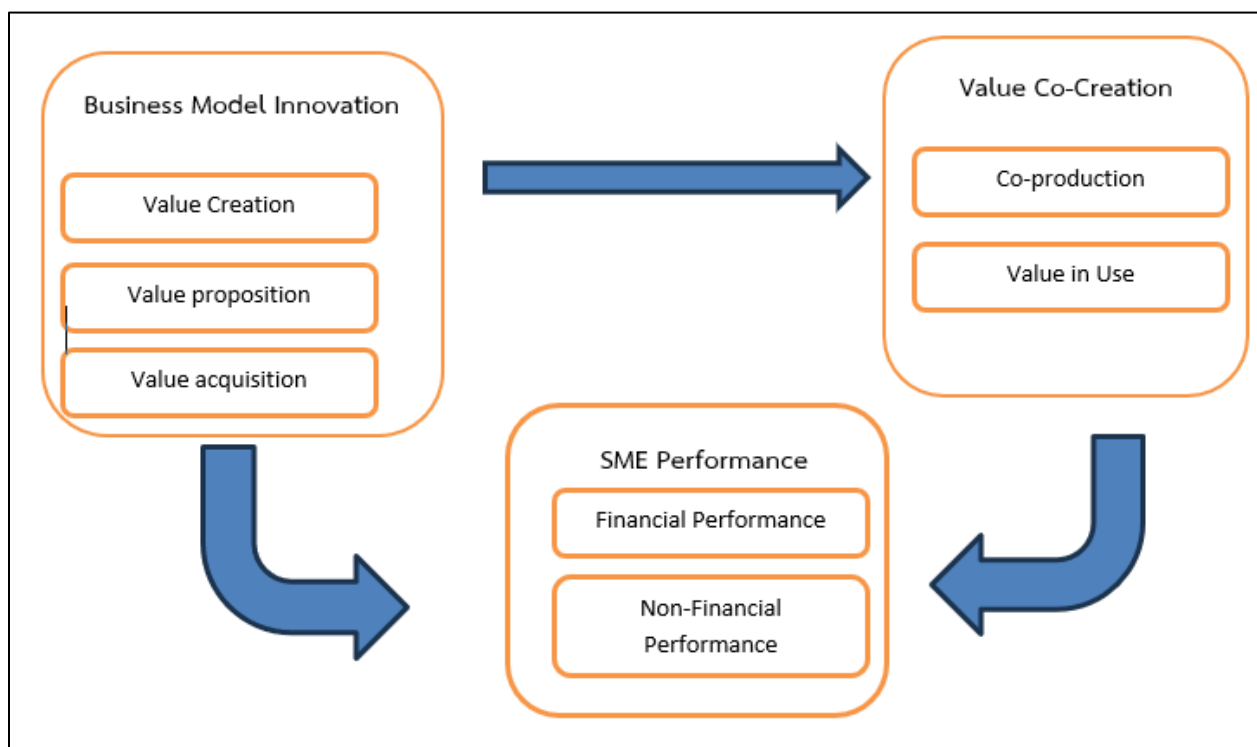 Business Model Innovation
Value Creation
Value proposition
Value acquisition
Value Co-Creation
Co-production
Value in Use
SME Performance
Financial Performance
Non-Financial
Performance